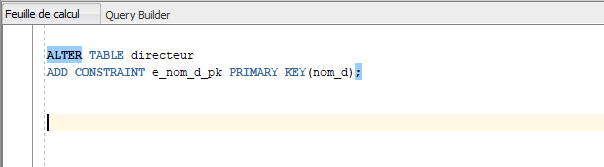 Feuille de calcul
Query Builder
ALTER TABLE directeur
ADD CONSTRAINT e_nom_d_pk PRIMARY KEY(nom_d);